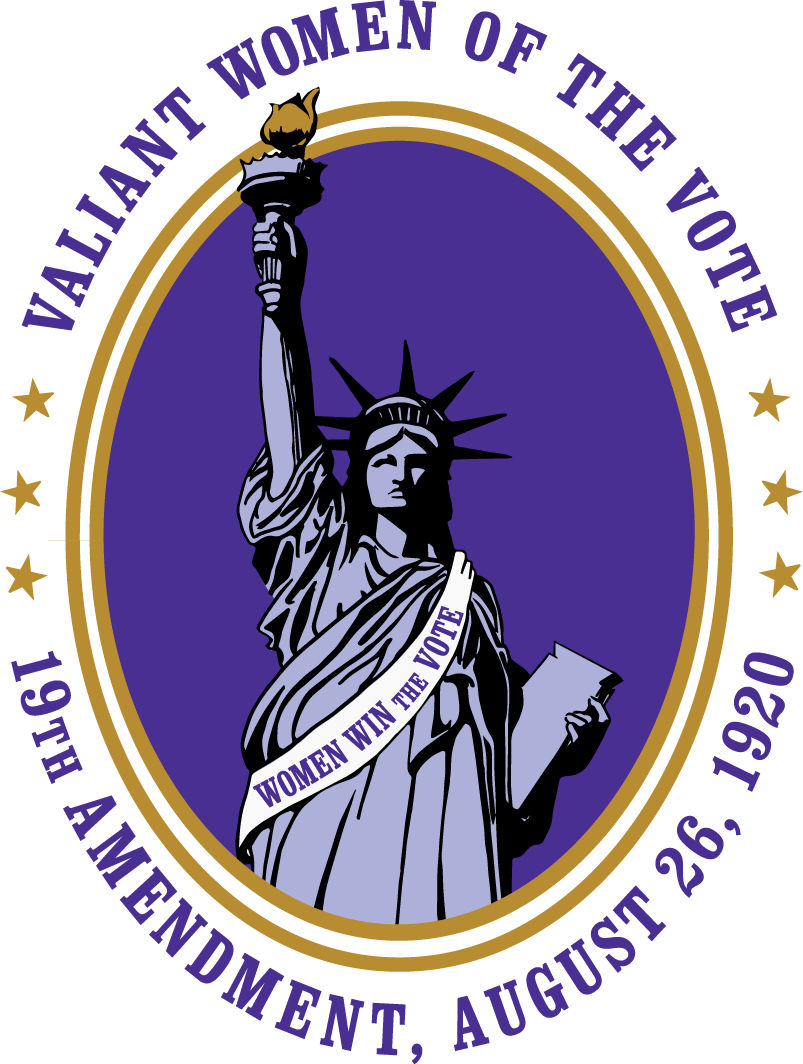 VALIANT WOMEN OF THE VOTE
WOMEN WIN THE VOTE
19TH AMENDMENT, AUGUST 26, 1920